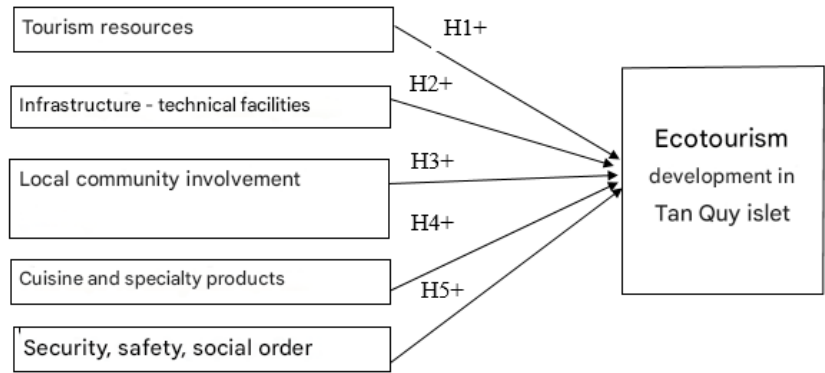 Tourism resources
H1+
Infrastructure - technical facilities
H2+
Local community involvement
H3+
H4+
Cuisine and specialty products
H5+
Security, safety, social order
Ecotourism
development in
Tan Quy islet